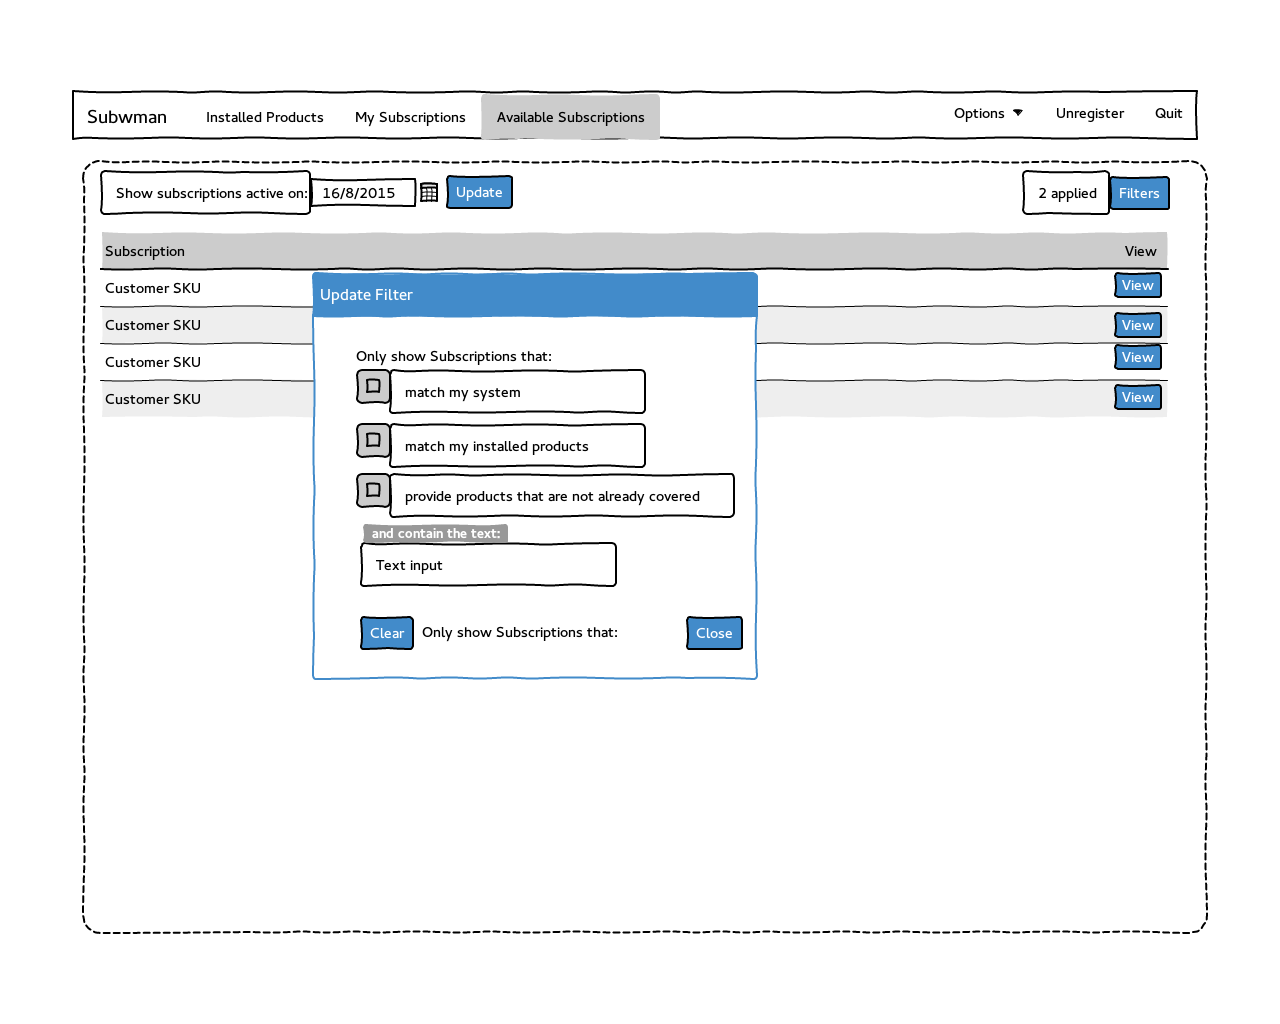 Subwman Installed Products My Subscriptions Available Subscriptions Options Unregister Quit
Show subscriptions active on: 16/8/2015 Update 2 applied Filters
Subscription View
Customer SKU View
Customer SKU View
Customer SKU View
Customer SKU View
Update Filter
Only show Subscriptions that:
match my system
match my installed products
provide products that are not already covered
and contain the text:
Text input
Clear Only show Subscriptions that: Close